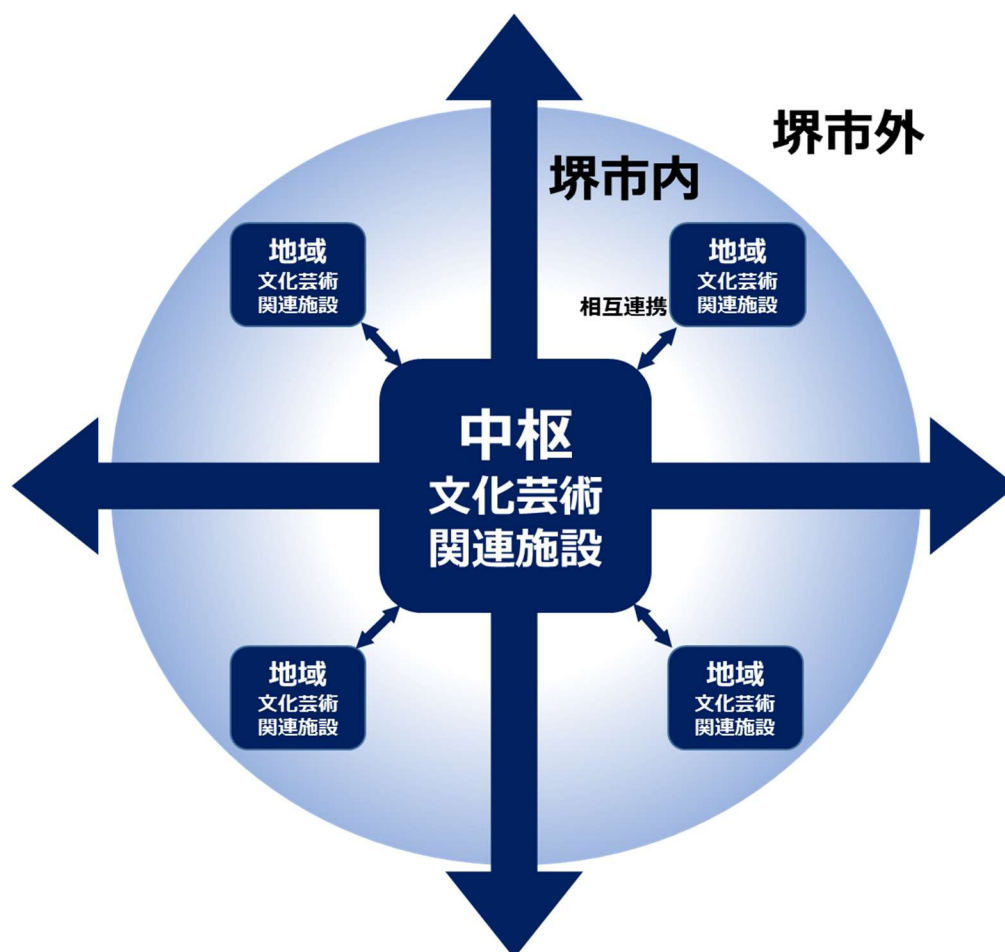 堺市外
堺市内
地域
文化芸術
関連施設
地域
文化芸術
関連施設
相互連携
中枢
文化芸術
関連施設
地域
文化芸術
関連施設
地域
文化芸術
関連施設